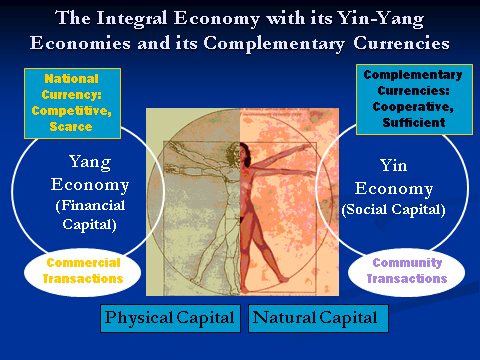 The Integral Economy with its Yin-Yang
Economies and its Complementary Currencies
National
Currency:
Competitive,
Scarce
Yang
Economy
(Financial
Capital)
Commercial
Transactions
Complementary
Currencies:
Cooperative,
Sufficient
Yin
Economy
(Social Capital)
Community
Transactions
Physical Capital
Natural Capital